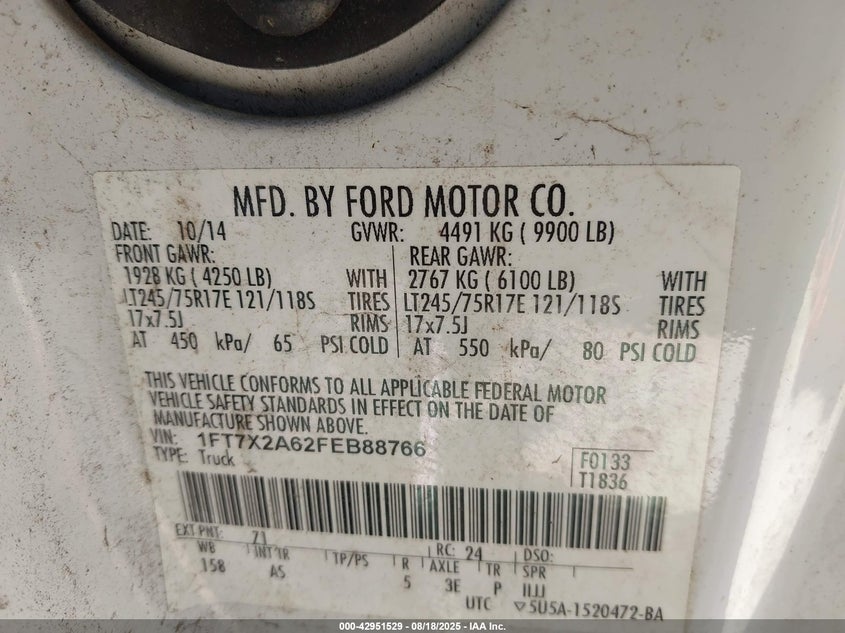 MFD. BY FORD MOTOR CO.
DATE: 10/14 GVWR: 4491 KG ( 9900 LB)
FRONT GAWR: REAR GAWR:
1928 KG ( 4250 LB) WITH 2767 KG ( 6100 LB) WITH
LT245/75R17E 121/118S TIRES LT245/75R17E 121/118S TIRES
17x7.5J RIMS 17x7.5J RIMS
AT 450 kPa/ 65 PSI COLD AT 550 kPa/ 80 PSI COLD
THIS VEHICLE CONFORMS TO ALL APPLICABLE FEDERAL MOTOR
VEHICLE SAFETY STANDARDS IN EFFECT ON THE DATE OF
MANUFACTURE SHOWN ABOVE.
VIN: 1FT7X2A62FEB88766
TYPE: Truck
F0133
T1836
EXT PNT: Z1 RC: 24 DSO:
WB INT TR TP/PS R AXLE TR SPR
158 AS 5 3E P IIJJ
UTC ▽5U5A-1520472-BA
000-42951529 - 08/18/2025 - IAA Inc.